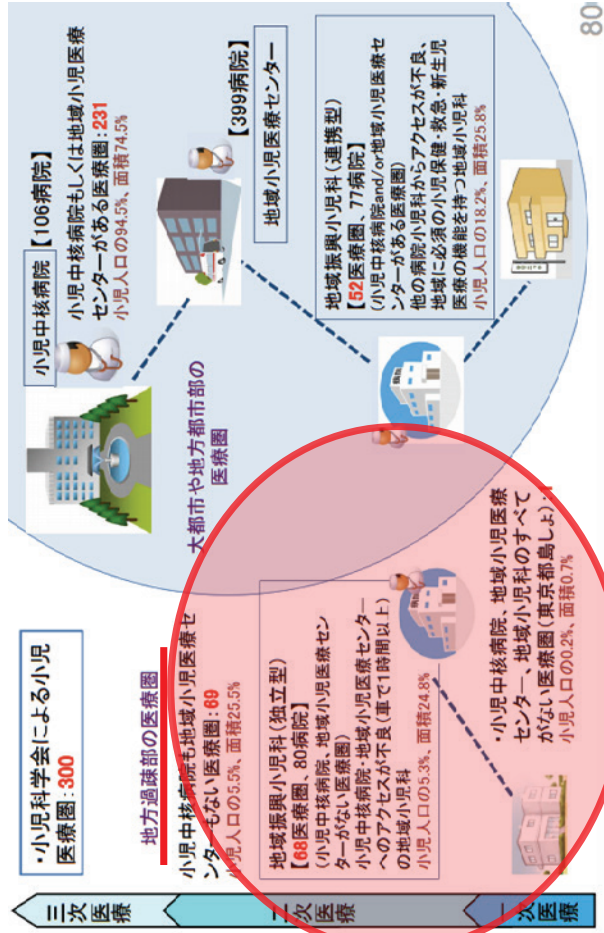 ・小児科学会による小児
医療圏:300
地方過疎部の医療圏
小児中核病院も地域小児医療セ
ンターもない医療圏:69
小児人口の5.5%、面積25.5%
地域振興小児科(独立型)
【68医療圏、80病院】
(小児中核病院、地域小児医療セン
ターがない医療圏)
小児中核病院・地域小児医療センター
へのアクセスが不良(車で1時間以上)
の地域小児科
小児人口の5.3%、面積24.8%
・小児中核病院、地域小児医療
センター、地域小児科のすべて
がない医療圏(東京都島しょ):1
小児人口の0.2%、面積0.7%
小児中核病院【106病院】
小児中核病院もしくは地域小児医療
センターがある医療圏:231
小児人口の94.5%、面積74.5%
大都市や地方都市部の
医療圏
【399病院】
地域小児医療センター
地域振興小児科(連携型)
【52医療圏、77病院】
(小児中核病院and/or地域小児医療セ
ンターがある医療圏)
他の病院小児科からアクセスが不良、
地域に必須の小児保健・救急・新生児
医療の機能を持つ地域小児科
小児人口の18.2%、面積25.8%
三次医療
二次医療
一次医療
80